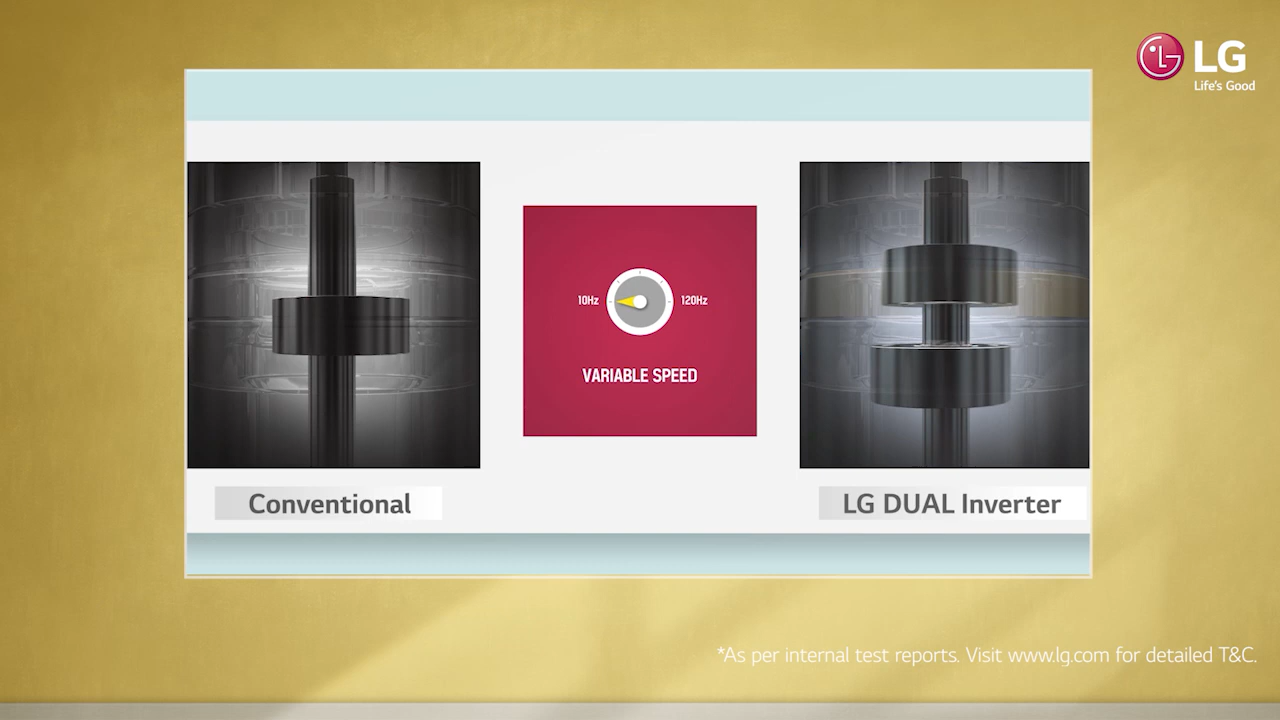 LG
LG
Life's Good
10Hz
120Hz
VARIABLE SPEED
Conventional
LG DUAL Inverter
*As per internal test reports. Visit www.lg.com for detailed T&C.